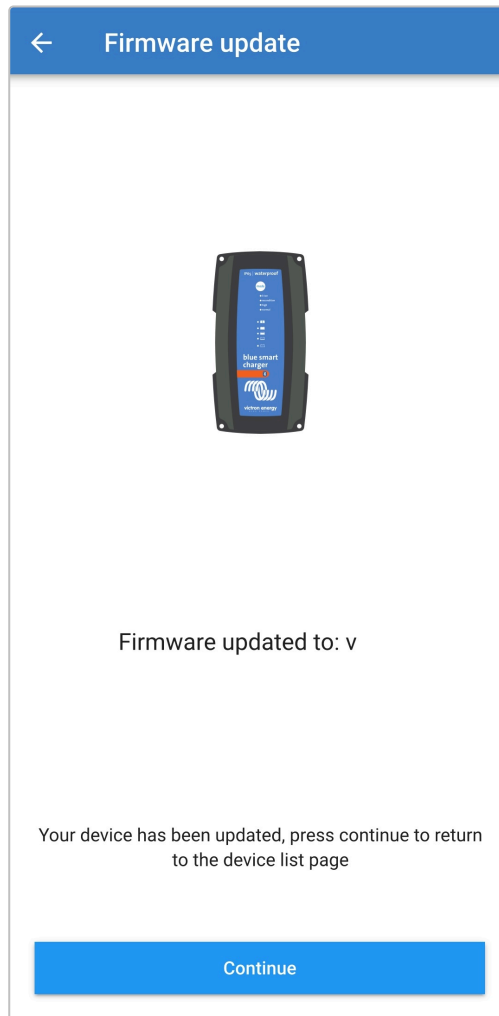 Firmware update
waterproof
blue smart
charger
victron energy
Firmware updated to: v
Your device has been updated, press continue to return
to the device list page
Continue